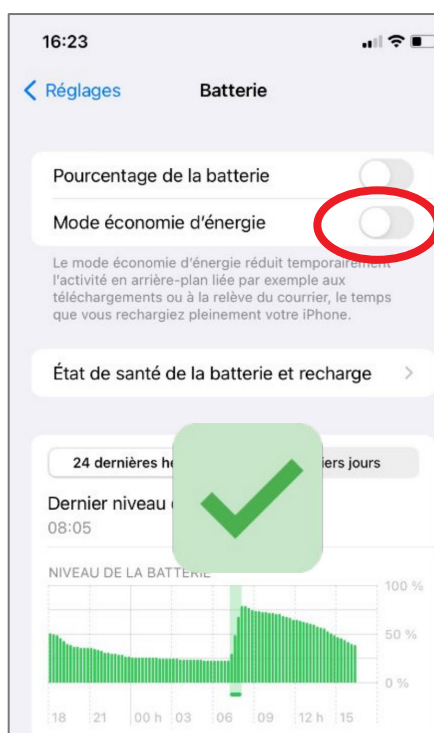 16:23
Réglages
Batterie
Pourcentage de la batterie
Mode économie d'énergie
Le mode économie d'énergie réduit temporairement
l'activité en arrière-plan liée par exemple aux
téléchargements ou à la relève du courrier, le temps
que vous rechargiez pleinement votre iPhone.
État de santé de la batterie et recharge
24 dernières
jours
Dernier niveau
08:05
NIVEAU DE LA BATTERIE
100 %
50 %
0 %
18 21 00 h 03 06 09 12 h 15